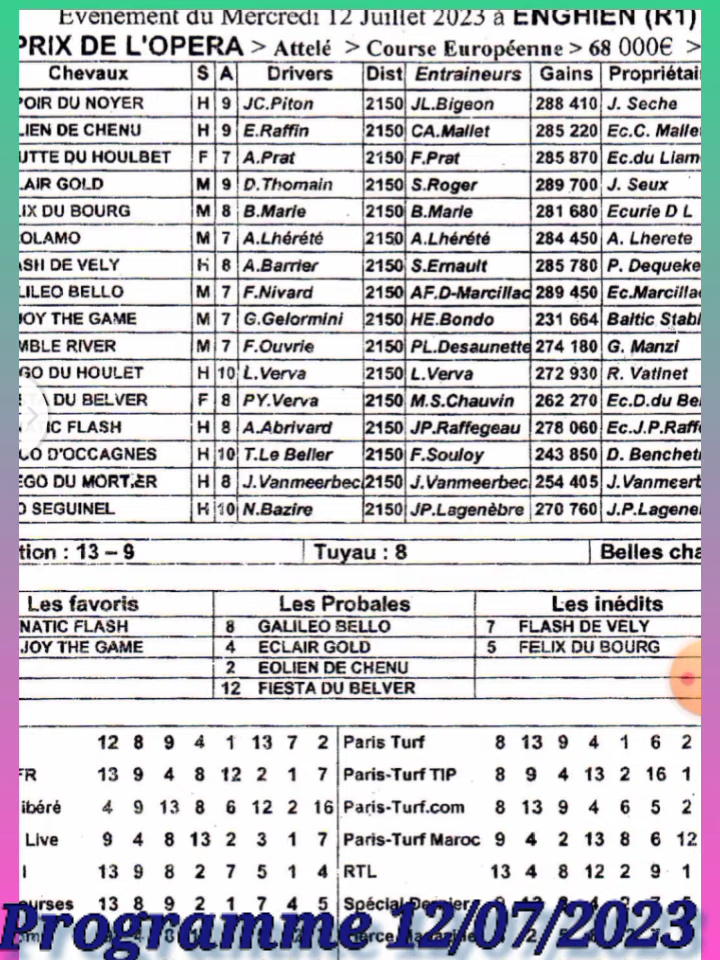 Evenement du Mercredi 12 Juillet 2023 à ENGHIEN (R1)
PRIX DE L'OPERA > Attelé > Course Européenne > 68 000€ >
Chevaux S A Drivers Dist Entraineurs Gains Propriétai
POIR DU NOYER H 9 JC.Piton 2150 JL.Bigeon 288 410 J. Seche
LIEN DE CHENU H 9 E.Raffin 2150 CA.Mallet 285 220 Ec.C. Malle
UTTE DU HOULBET F 7 A.Prat 2150 F.Prat 285 870 Ec.du Liam
LAIR GOLD M 9 D.Thomain 2150 S.Roger 289 700 J. Seux
LIX DU BOURG M 8 B.Marie 2150 B.Marie 281 680 Ecurie D L
OLAMO M 7 A.Lhérété 2150 A.Lhérété 284 450 A. Lherete
ASH DE VELY H 8 A.Barrier 2150 S.Ernault 285 780 P. Dequeke
LILEO BELLO M 7 F.Nivard 2150 AF.D-Marcillac 289 450 Ec.Marcilla
JOY THE GAME M 7 G.Gelormini 2150 HE.Bondo 231 664 Baltic Stabl
MBLE RIVER M 7 F.Ouvrie 2150 PL.Desaunette 274 180 G. Manzi
GO DU HOULET H 10 L.Verva 2150 L.Verva 272 930 R. Vatinet
TA DU BELVER F 8 PY.Verva 2150 M.S.Chauvin 262 270 Ec.D.du Be
IC FLASH H 8 A.Abrivard 2150 JP.Raffegeau 278 060 Ec.J.P.Raff
CO D'OCCAGNES H 10 T.Le Beller 2150 F.Souloy 243 850 D. Benchet
EGO DU MORTIER H 8 J.Vanmeerbec 2150 J.Vanmeerbec 254 405 J.Vanmeert
O SEGUINEL H 10 N.Bazire 2150 JP.Lagenèbre 270 760 J.P.Lagene
tion : 13 – 9 Tuyau : 8 Belles cha
Les favoris Les Probales Les inédits
NATIC FLASH 8 GALILEO BELLO 7 FLASH DE VELY
JOY THE GAME 4 ECLAIR GOLD 5 FELIX DU BOURG
2 EOLIEN DE CHENU
12 FIESTA DU BELVER
12 8 9 4 1 13 7 2 Paris Turf 8 13 9 4 1 6 2
FR 13 9 4 8 12 2 1 7 Paris-Turf TIP 8 9 4 13 2 16 1
ibéré 4 9 13 8 6 12 2 16 Paris-Turf.com 8 13 9 4 6 5 2
Live 9 4 8 13 2 3 1 7 Paris-Turf Maroc 9 4 2 13 8 6 12
13 9 8 2 7 5 1 4 RTL 13 4 8 12 2 9 1
ourses 13 8 9 2 1 7 4 5 Spécial Dernière
Programme 12/07/2023